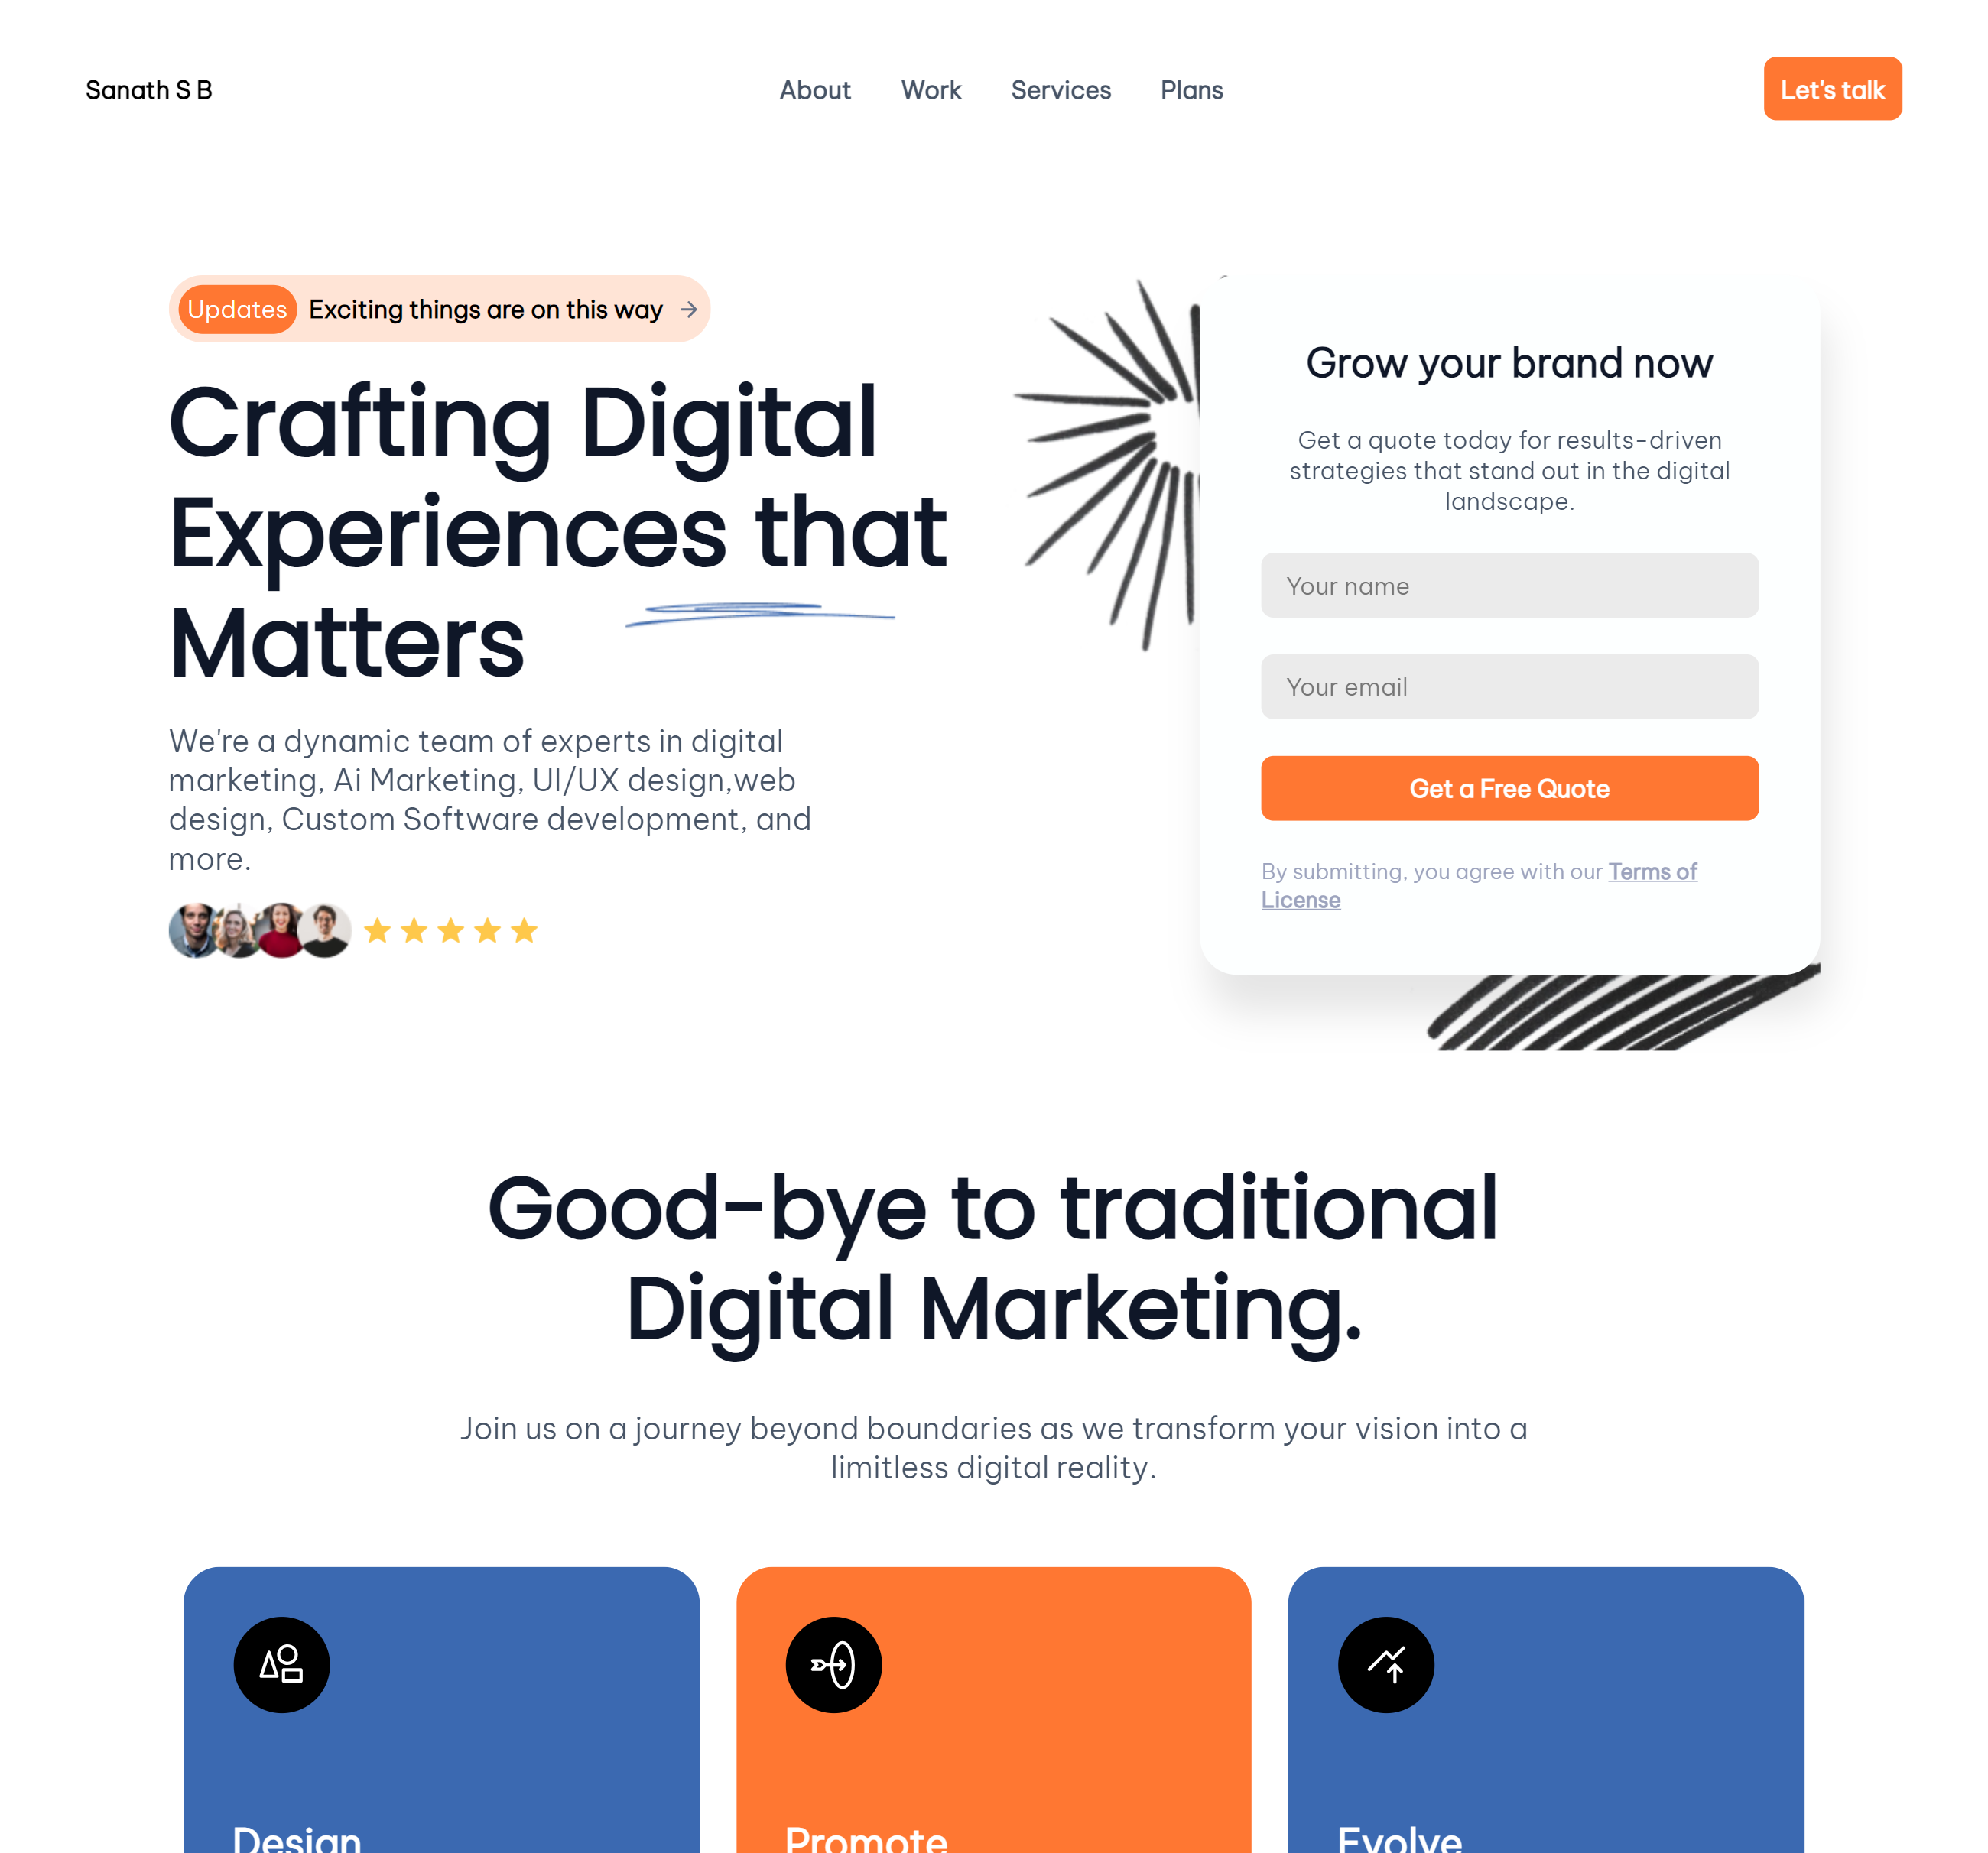 Sanath S B
About Work Services Plans
Let's talk
Updates Exciting things are on this way
Crafting Digital
Experiences that
Matters
We're a dynamic team of experts in digital
marketing, Ai Marketing, UI/UX design,web
design, Custom Software development, and
more.
Grow your brand now
Get a quote today for results-driven
strategies that stand out in the digital
landscape.
Your name
Your email
Get a Free Quote
By submitting, you agree with our Terms of
License
Good-bye to traditional
Digital Marketing.
Join us on a journey beyond boundaries as we transform your vision into a
limitless digital reality.
Design
Promote
Evolve